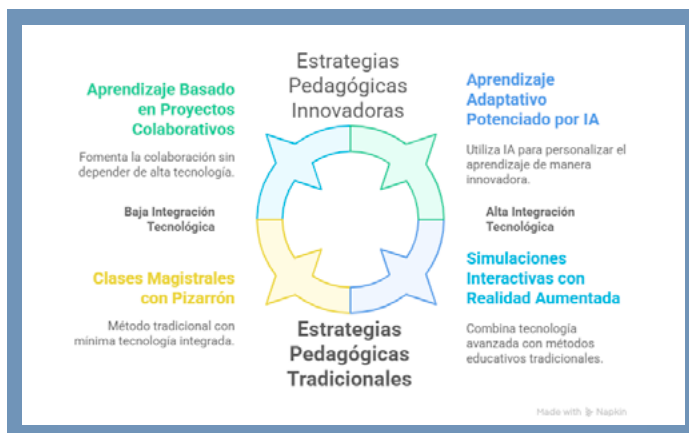 Estrategias
Pedagógicas
Innovadoras
Aprendizaje Basado
en Proyectos
Colaborativos
Fomenta la colaboración sin
depender de alta tecnología.
Aprendizaje
Adaptativo
Potenciado por IA
Utiliza IA para personalizar el
aprendizaje de manera
innovadora.
Baja Integración
Tecnológica
Alta Integración
Tecnológica
Clases Magistrales
con Pizarrón
Método tradicional con
mínima tecnología integrada.
Simulaciones
Interactivas con
Realidad Aumentada
Combina tecnología
avanzada con métodos
educativos tradicionales.
Estrategias
Pedagógicas
Tradicionales
Made with Napkin